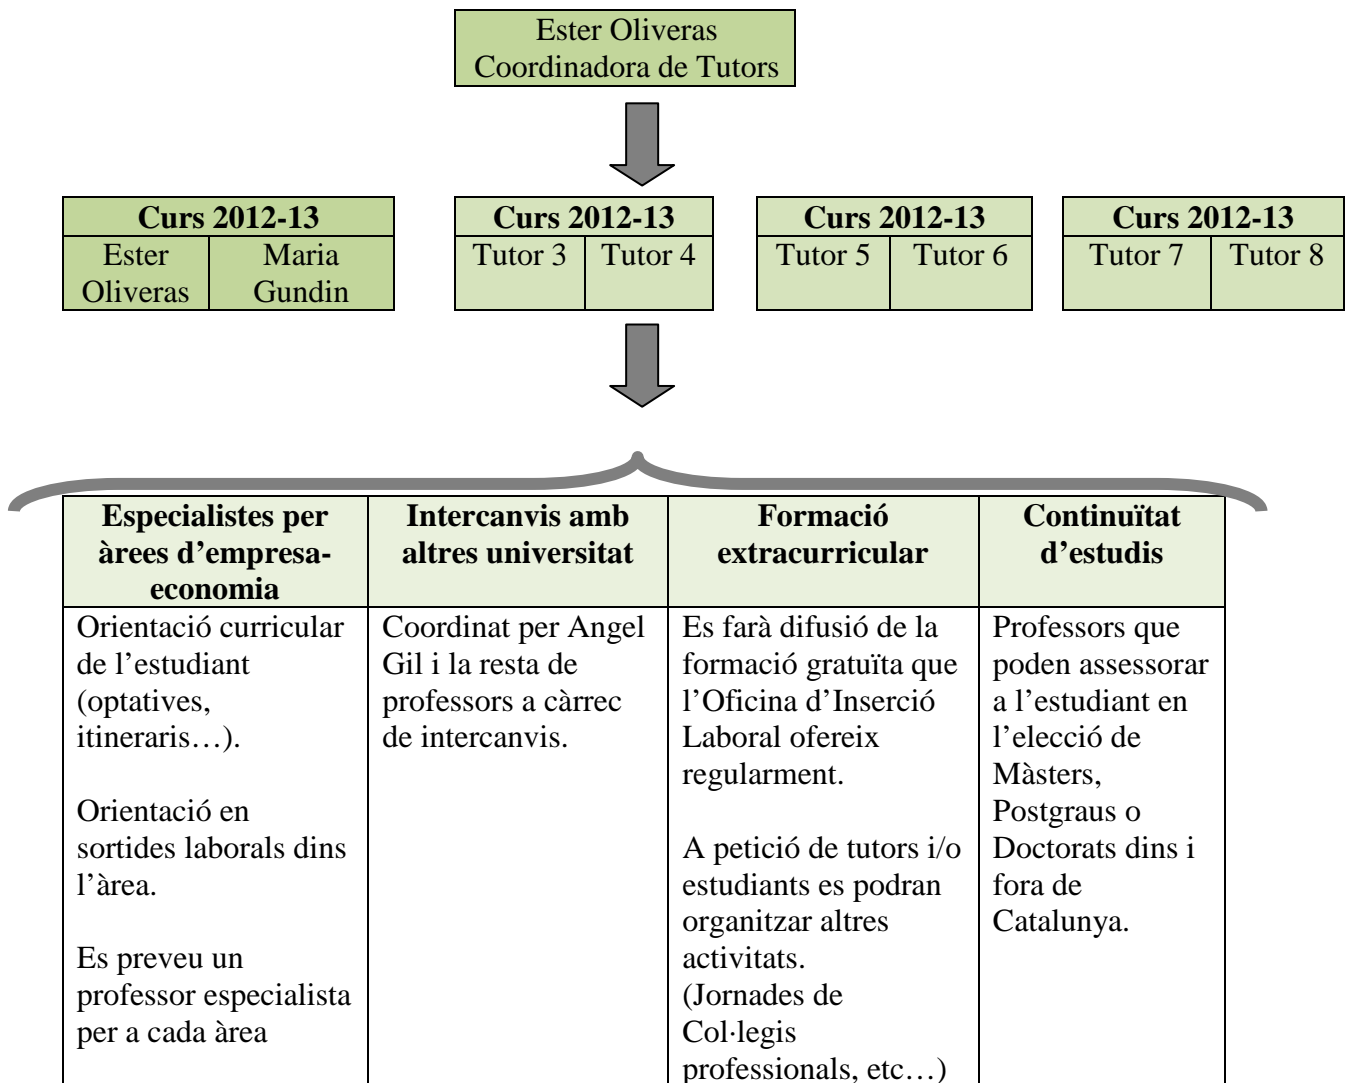 Ester Oliveras
Coordinadora de Tutors
Curs 2012-13
Ester
Oliveras
Maria
Gundin
Curs 2012-13
Tutor 3
Tutor 4
Curs 2012-13
Tutor 5
Tutor 6
Curs 2012-13
Tutor 7
Tutor 8
Especialistes per
àrees d’empresa-
economia
Orientació curricular
de l’estudiant
(optatives,
itineraris…).
Orientació en
sortides laborals dins
l’àrea.
Es preveu un
professor especialista
per a cada àrea
Intercanvis amb
altres universitat
Coordinat per Angel
Gil i la resta de
professors a càrrec
de intercanvis.
Formació
extracurricular
Es farà difusió de la
formació gratuïta que
l’Oficina d’Inserció
Laboral ofereix
regularment.
A petició de tutors i/o
estudiants es podran
organitzar altres
activitats.
(Jornades de
Col·legis
professionals, etc…)
Continuïtat
d’estudis
Professors que
poden assessorar
a l’estudiant en
l’elecció de
Màsters,
Postgraus o
Doctorats dins i
fora de
Catalunya.